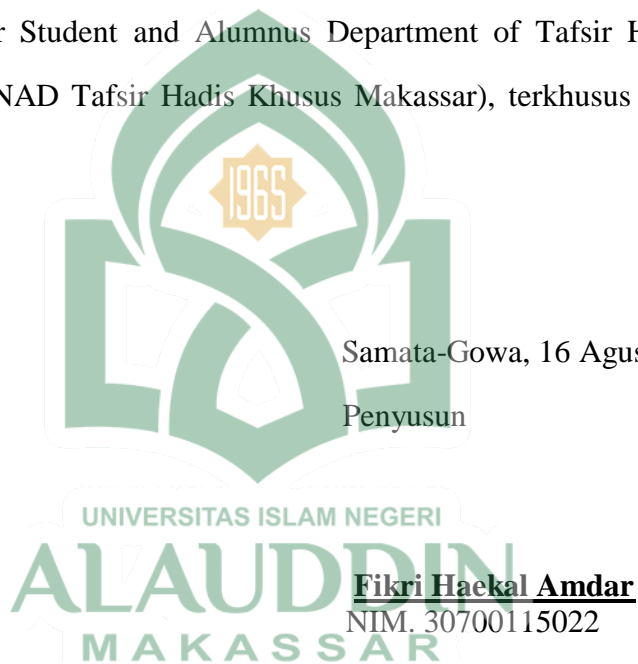 r Student and Alumnus Department of Tafsir H
NAD Tafsir Hadis Khusus Makassar), terkhusus
1965
Samata-Gowa, 16 Agus
Penyusun
UNIVERSITAS ISLAM NEGERI
ALAUDDIN
Fikri Haekal Amdar
NIM. 30700115022
MAKASSAR